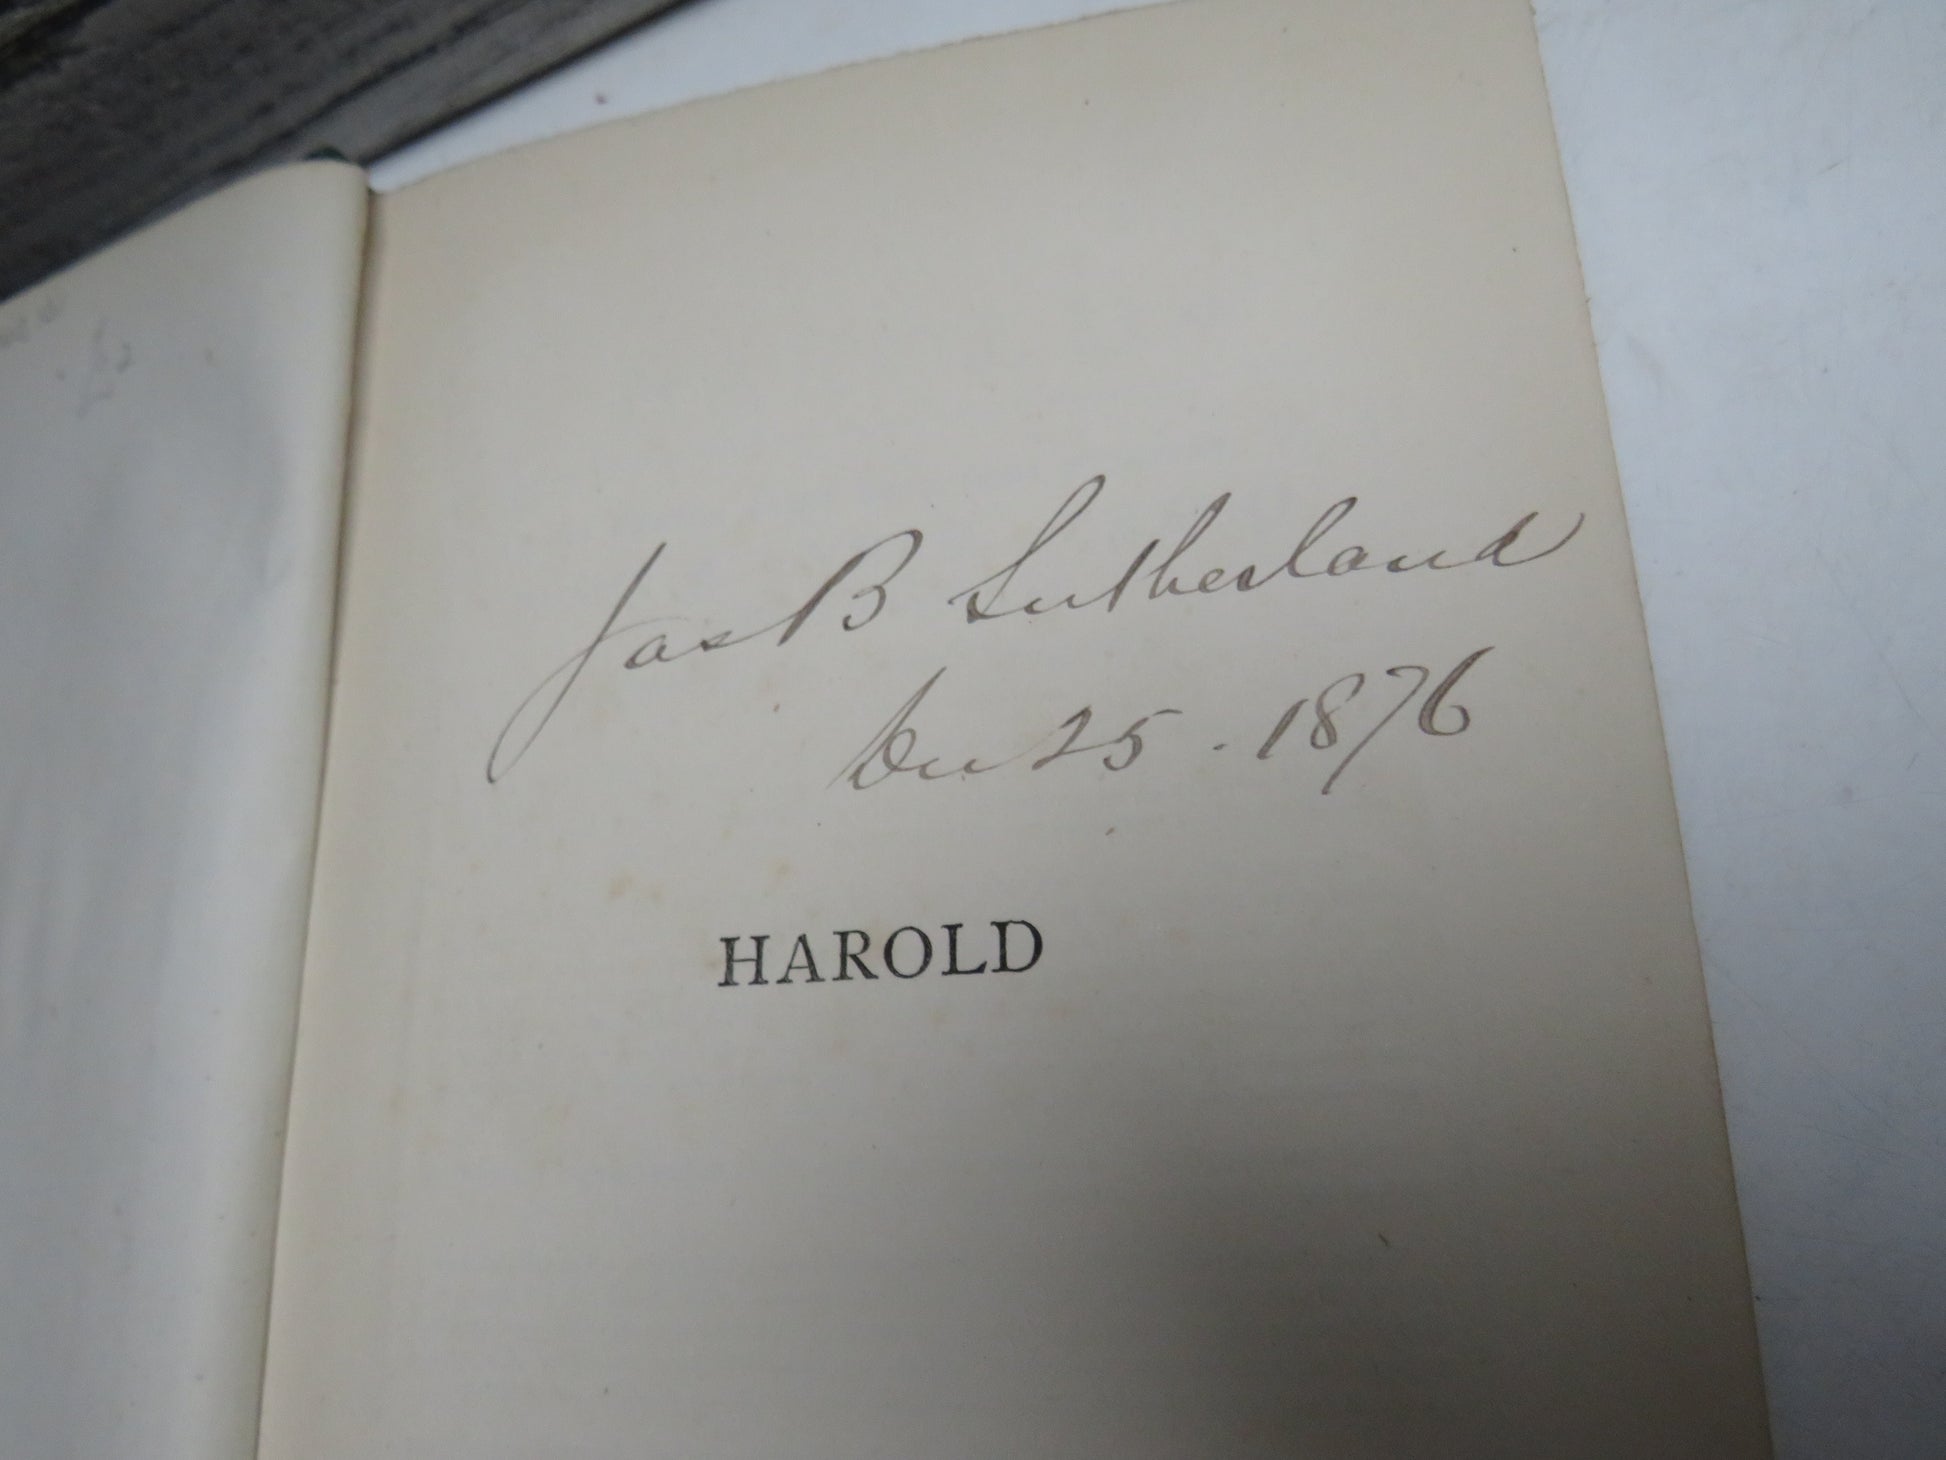 Jas B Sutherland
Dec 25 . 1876
HAROLD